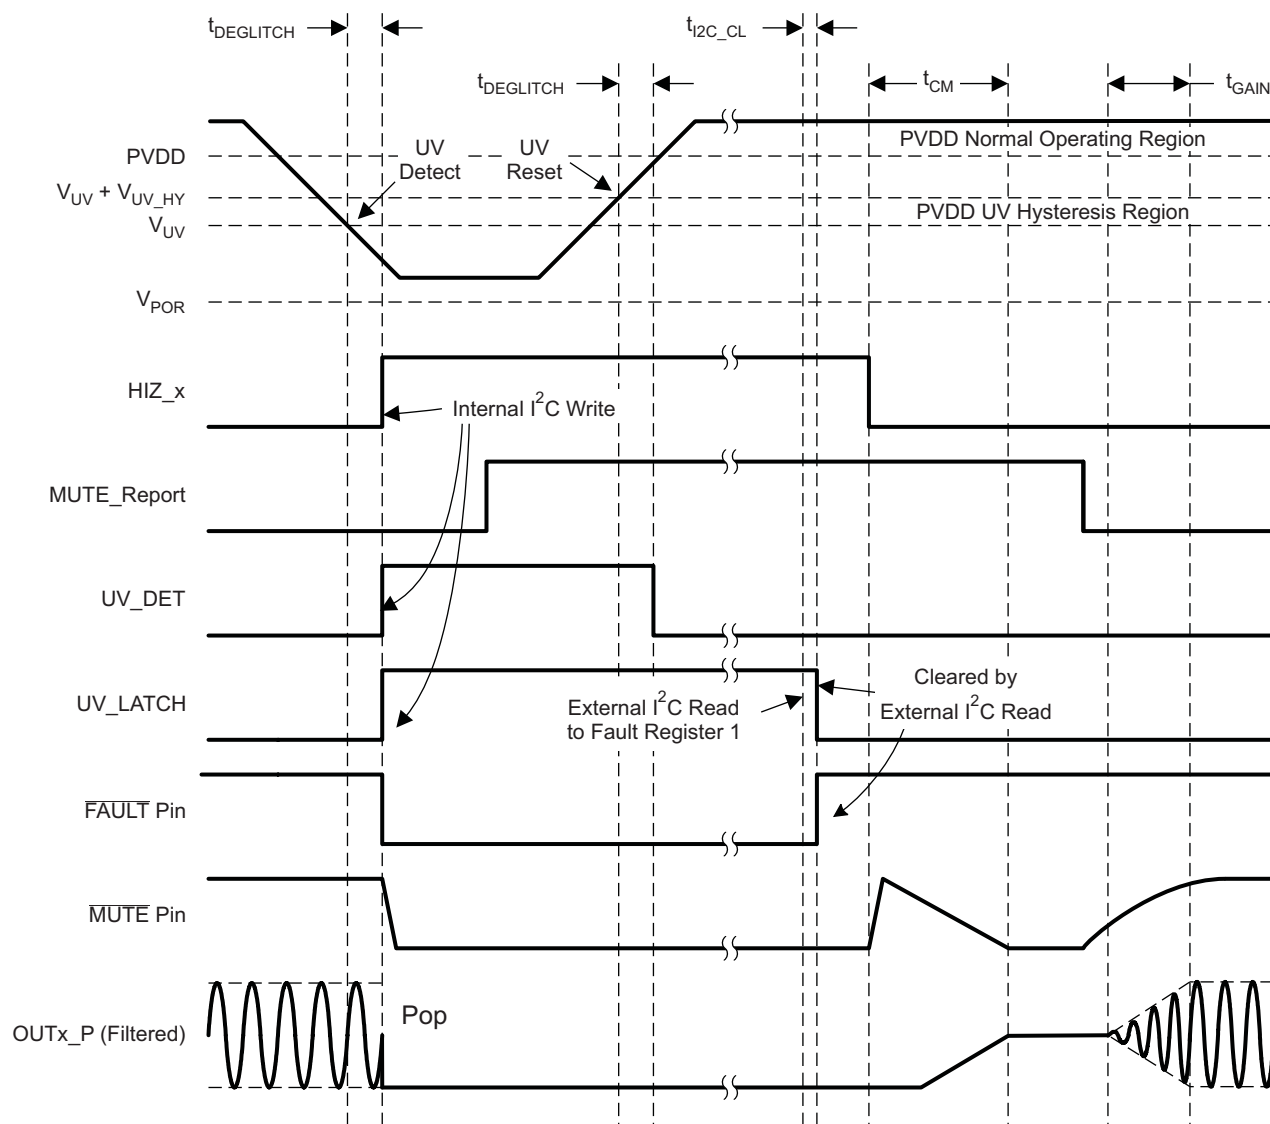 tDEGLITCH
tI2C_CL
tDEGLITCH
tCM
tGAIN
PVDD Normal Operating Region
PVDD
UV
Detect
UV
Reset
VUV + VUV_HY
PVDD UV Hysteresis Region
VUV
VPOR
HIZ_x
Internal I2C Write
MUTE_Report
UV_DET
UV_LATCH
External I2C Read
to Fault Register 1
Cleared by
External I2C Read
FAULT Pin
MUTE Pin
Pop
OUTx_P (Filtered)